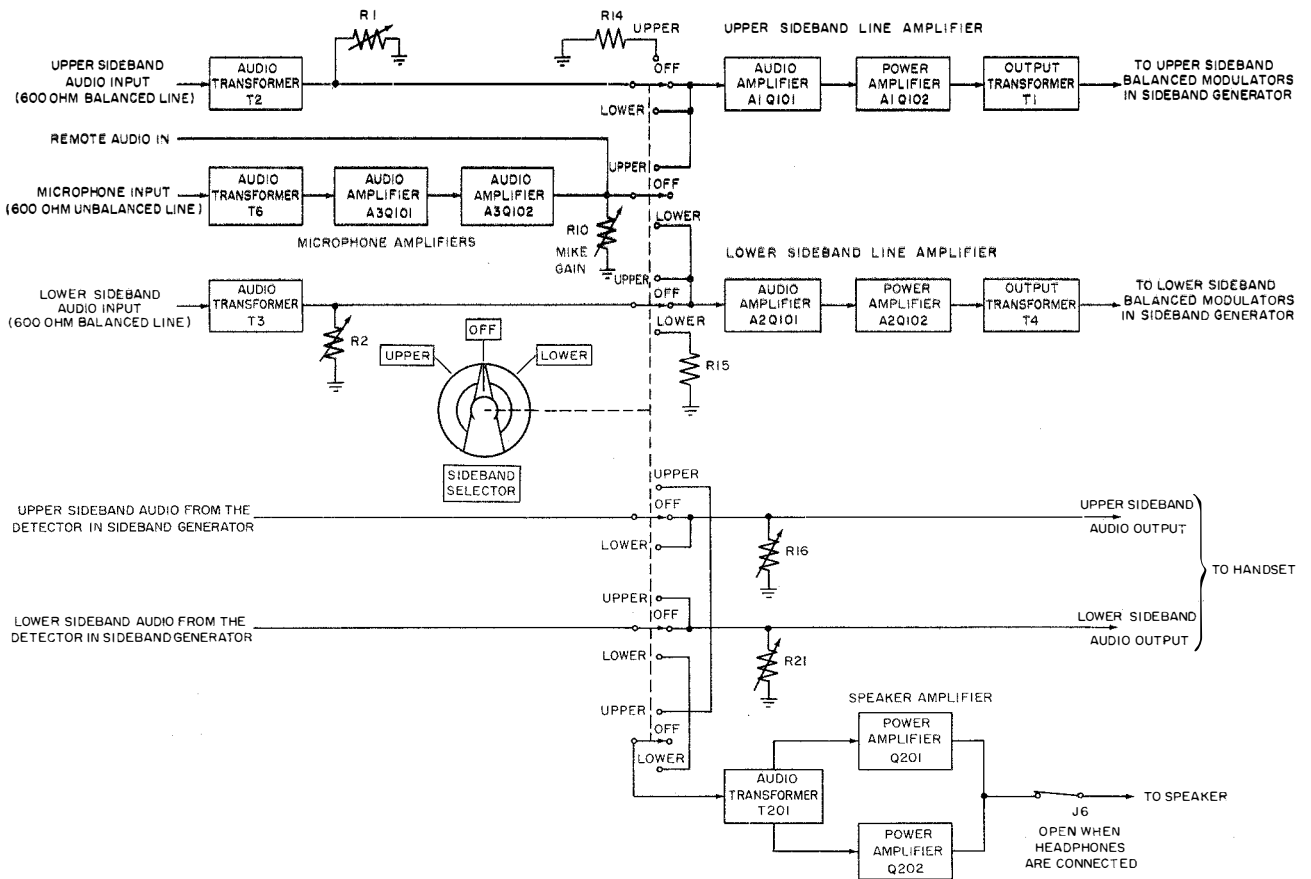 R1
R14
UPPER
UPPER SIDEBAND LINE AMPLIFIER
UPPER SIDEBAND
AUDIO INPUT
(600 OHM BALANCED LINE)
AUDIO
TRANSFORMER
T2
OFF
AUDIO
AMPLIFIER
A1Q101
POWER
AMPLIFIER
A1Q102
OUTPUT
TRANSFORMER
T1
TO UPPER SIDEBAND
BALANCED MODULATORS
IN SIDEBAND GENERATOR
LOWER
REMOTE AUDIO IN
UPPER
MICROPHONE INPUT
(600 OHM UNBALANCED LINE)
AUDIO
TRANSFORMER
T6
AUDIO
AMPLIFIER
A3Q101
AUDIO
AMPLIFIER
A3Q102
OFF
MICROPHONE AMPLIFIERS
R10
MIKE
GAIN
LOWER
LOWER SIDEBAND LINE AMPLIFIER
UPPER
LOWER SIDEBAND
AUDIO INPUT
(600 OHM BALANCED LINE)
AUDIO
TRANSFORMER
T3
OFF
AUDIO
AMPLIFIER
A2Q101
POWER
AMPLIFIER
A2Q102
OUTPUT
TRANSFORMER
T4
TO LOWER SIDEBAND
BALANCED MODULATORS
IN SIDEBAND GENERATOR
LOWER
R2
R15
OFF
UPPER
LOWER
SIDEBAND
SELECTOR
UPPER
UPPER SIDEBAND AUDIO FROM THE
DETECTOR IN SIDEBAND GENERATOR
OFF
UPPER SIDEBAND
AUDIO OUTPUT
LOWER
R16
TO HANDSET
UPPER
LOWER SIDEBAND AUDIO FROM THE
DETECTOR IN SIDEBAND GENERATOR
OFF
LOWER SIDEBAND
AUDIO OUTPUT
LOWER
R21
UPPER
OFF
LOWER
SPEAKER AMPLIFIER
POWER
AMPLIFIER
Q201
AUDIO
TRANSFORMER
T201
TO SPEAKER
J6
OPEN WHEN
HEADPHONES
ARE CONNECTED
POWER
AMPLIFIER
Q202